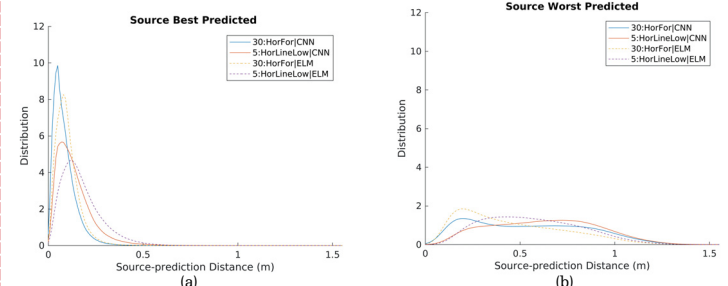 Source Best Predicted
12
10
8
6
4
2
0
Distribution
30:HorFor|CNN
5:HorLineLow|CNN
30:HorFor|ELM
5:HorLineLow|ELM
0 0.5 1 1.5
Source-prediction Distance (m)
(a)
Source Worst Predicted
12
10
8
6
4
2
0
Distribution
30:HorFor|CNN
5:HorLineLow|CNN
30:HorFor|ELM
5:HorLineLow|ELM
0 0.5 1 1.5
Source-prediction Distance (m)
(b)